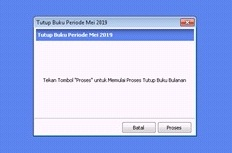 Tutup Buku Periode Mei 2019
Tutup Buku Periode Mei 2019
Tekan Tombol "Proses" untuk Memulai Proses Tutup Buku Bulanan
Batal
Proses